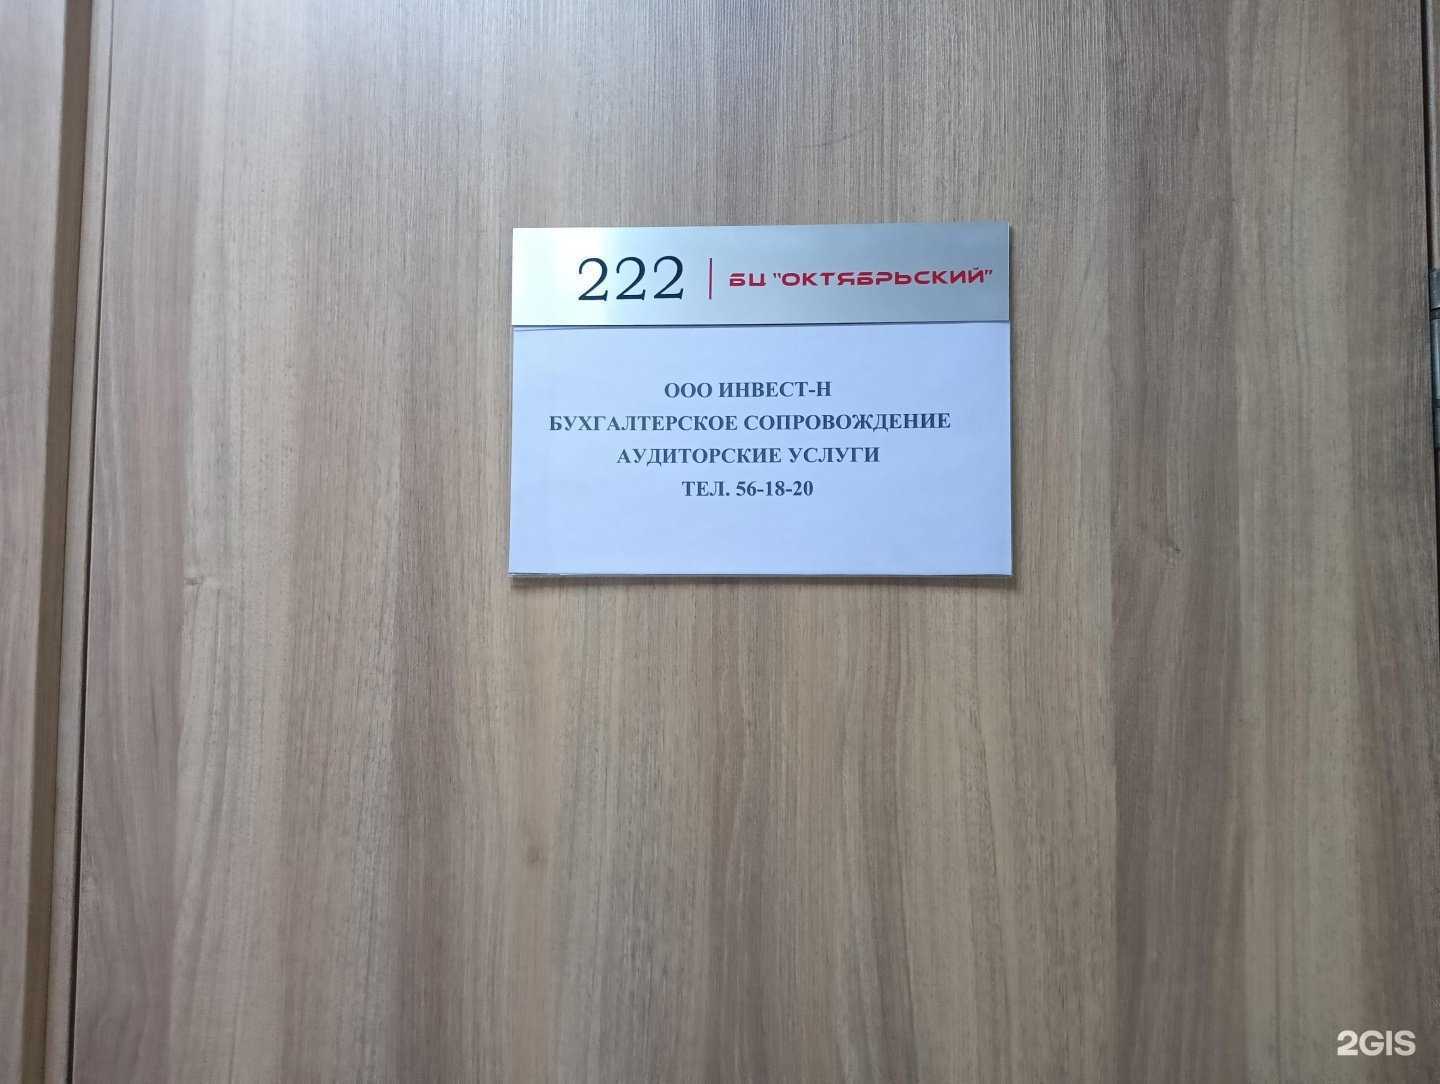 222 | БЦ "ОКТЯБРЬСКИЙ"
ООО ИНВЕСТ-Н
БУХГАЛТЕРСКОЕ СОПРОВОЖДЕНИЕ
АУДИТОРСКИЕ УСЛУГИ
ТЕЛ. 56-18-20
2GIS